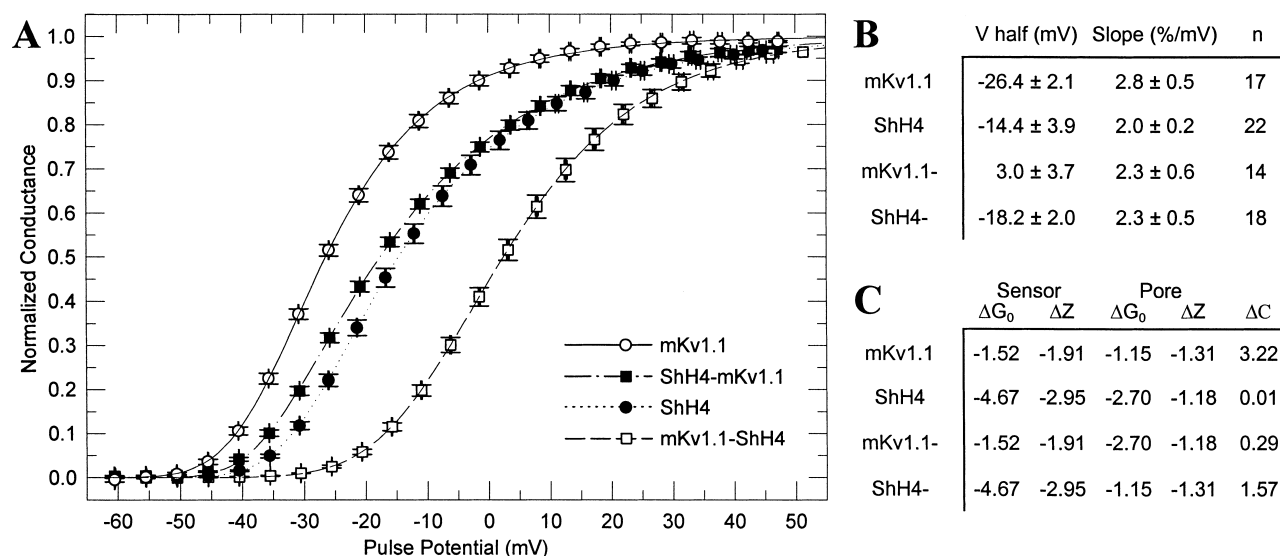 A
Normalized Conductance
1.0
0.9
0.8
0.7
0.6
0.5
0.4
0.3
0.2
0.1
0.0
-60 -50 -40 -30 -20 -10 0 10 20 30 40 50
Pulse Potential (mV)
mKv1.1
ShH4-mKv1.1
ShH4
mKv1.1-ShH4
B
V half (mV) Slope (%/mV) n
mKv1.1 -26.4 ± 2.1 2.8 ± 0.5 17
ShH4 -14.4 ± 3.9 2.0 ± 0.2 22
mKv1.1- 3.0 ± 3.7 2.3 ± 0.6 14
ShH4- -18.2 ± 2.0 2.3 ± 0.5 18
C
Sensor Pore
ΔG₀ ΔZ ΔG₀ ΔZ ΔC
mKv1.1 -1.52 -1.91 -1.15 -1.31 3.22
ShH4 -4.67 -2.95 -2.70 -1.18 0.01
mKv1.1- -1.52 -1.91 -2.70 -1.18 0.29
ShH4- -4.67 -2.95 -1.15 -1.31 1.57